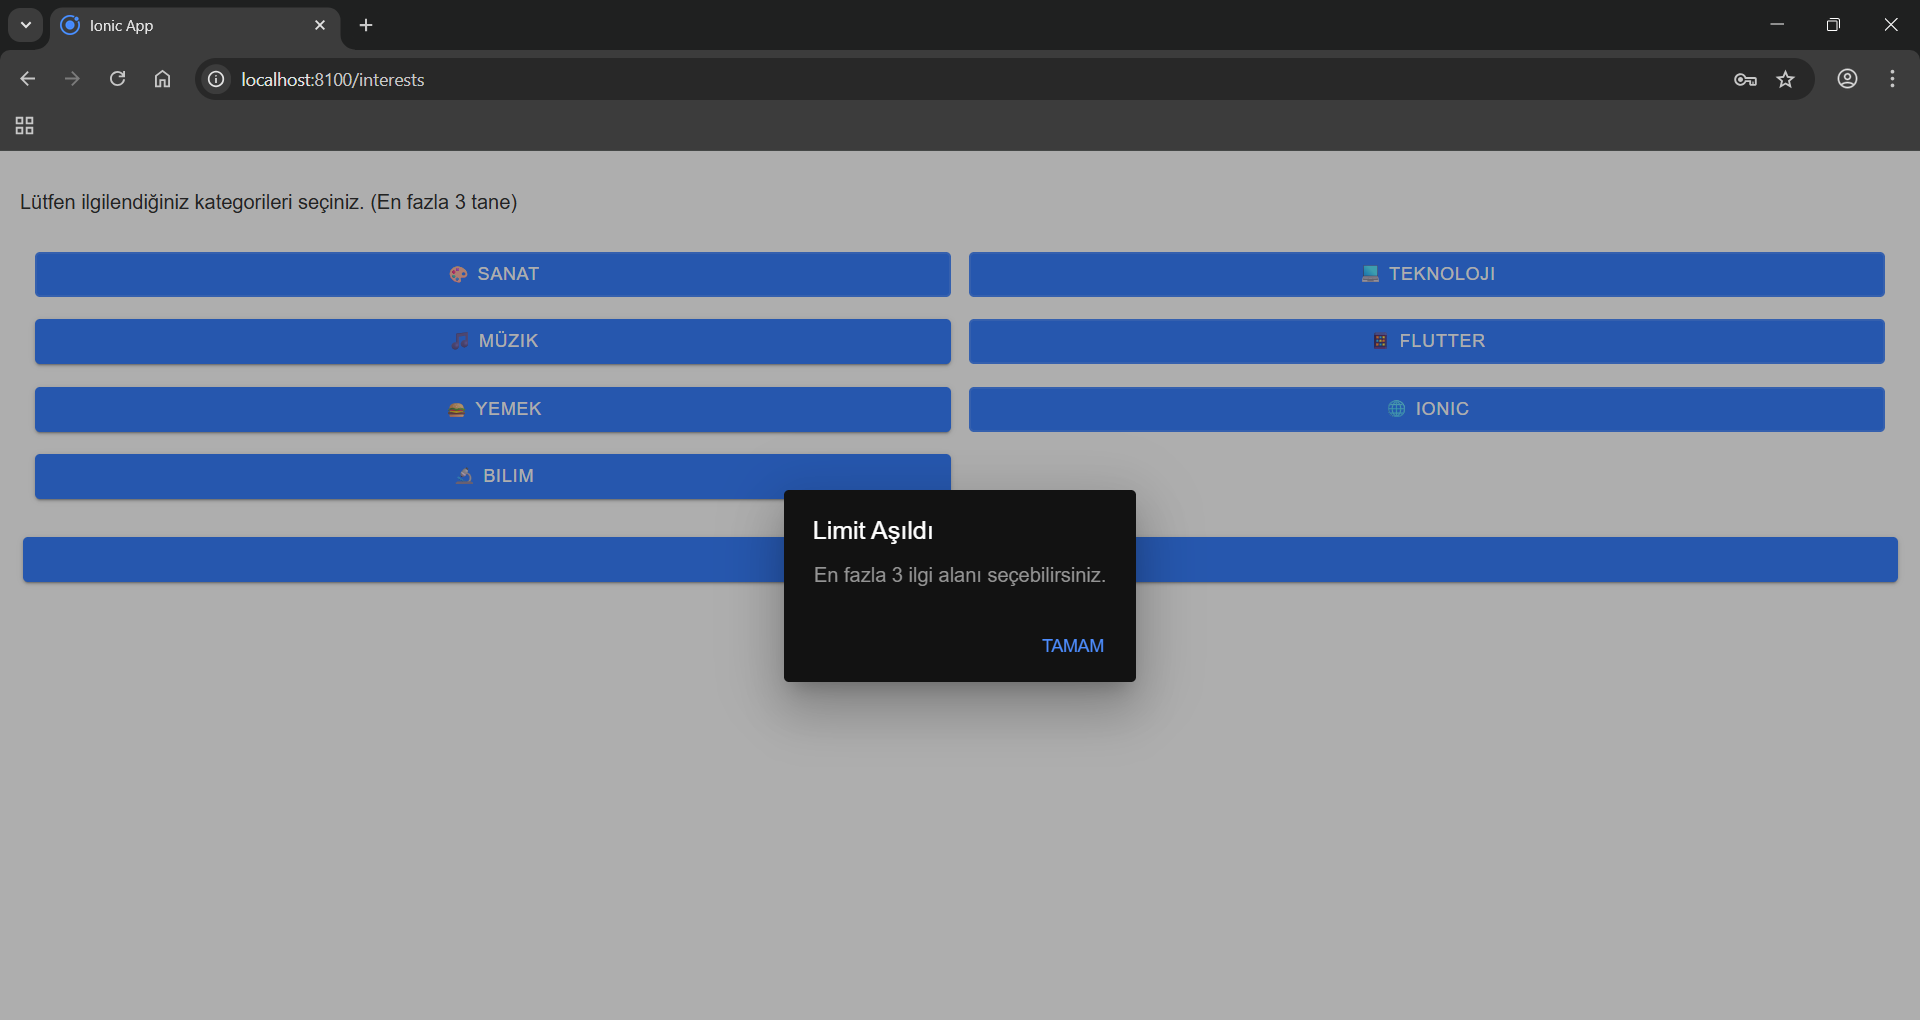 Ionic App
localhost:8100/interests
Lütfen ilgilendiğiniz kategorileri seçiniz. (En fazla 3 tane)
SANAT
TEKNOLOJI
MÜZIK
FLUTTER
YEMEK
IONIC
BILIM
Limit Aşıldı
En fazla 3 ilgi alanı seçebilirsiniz.
TAMAM